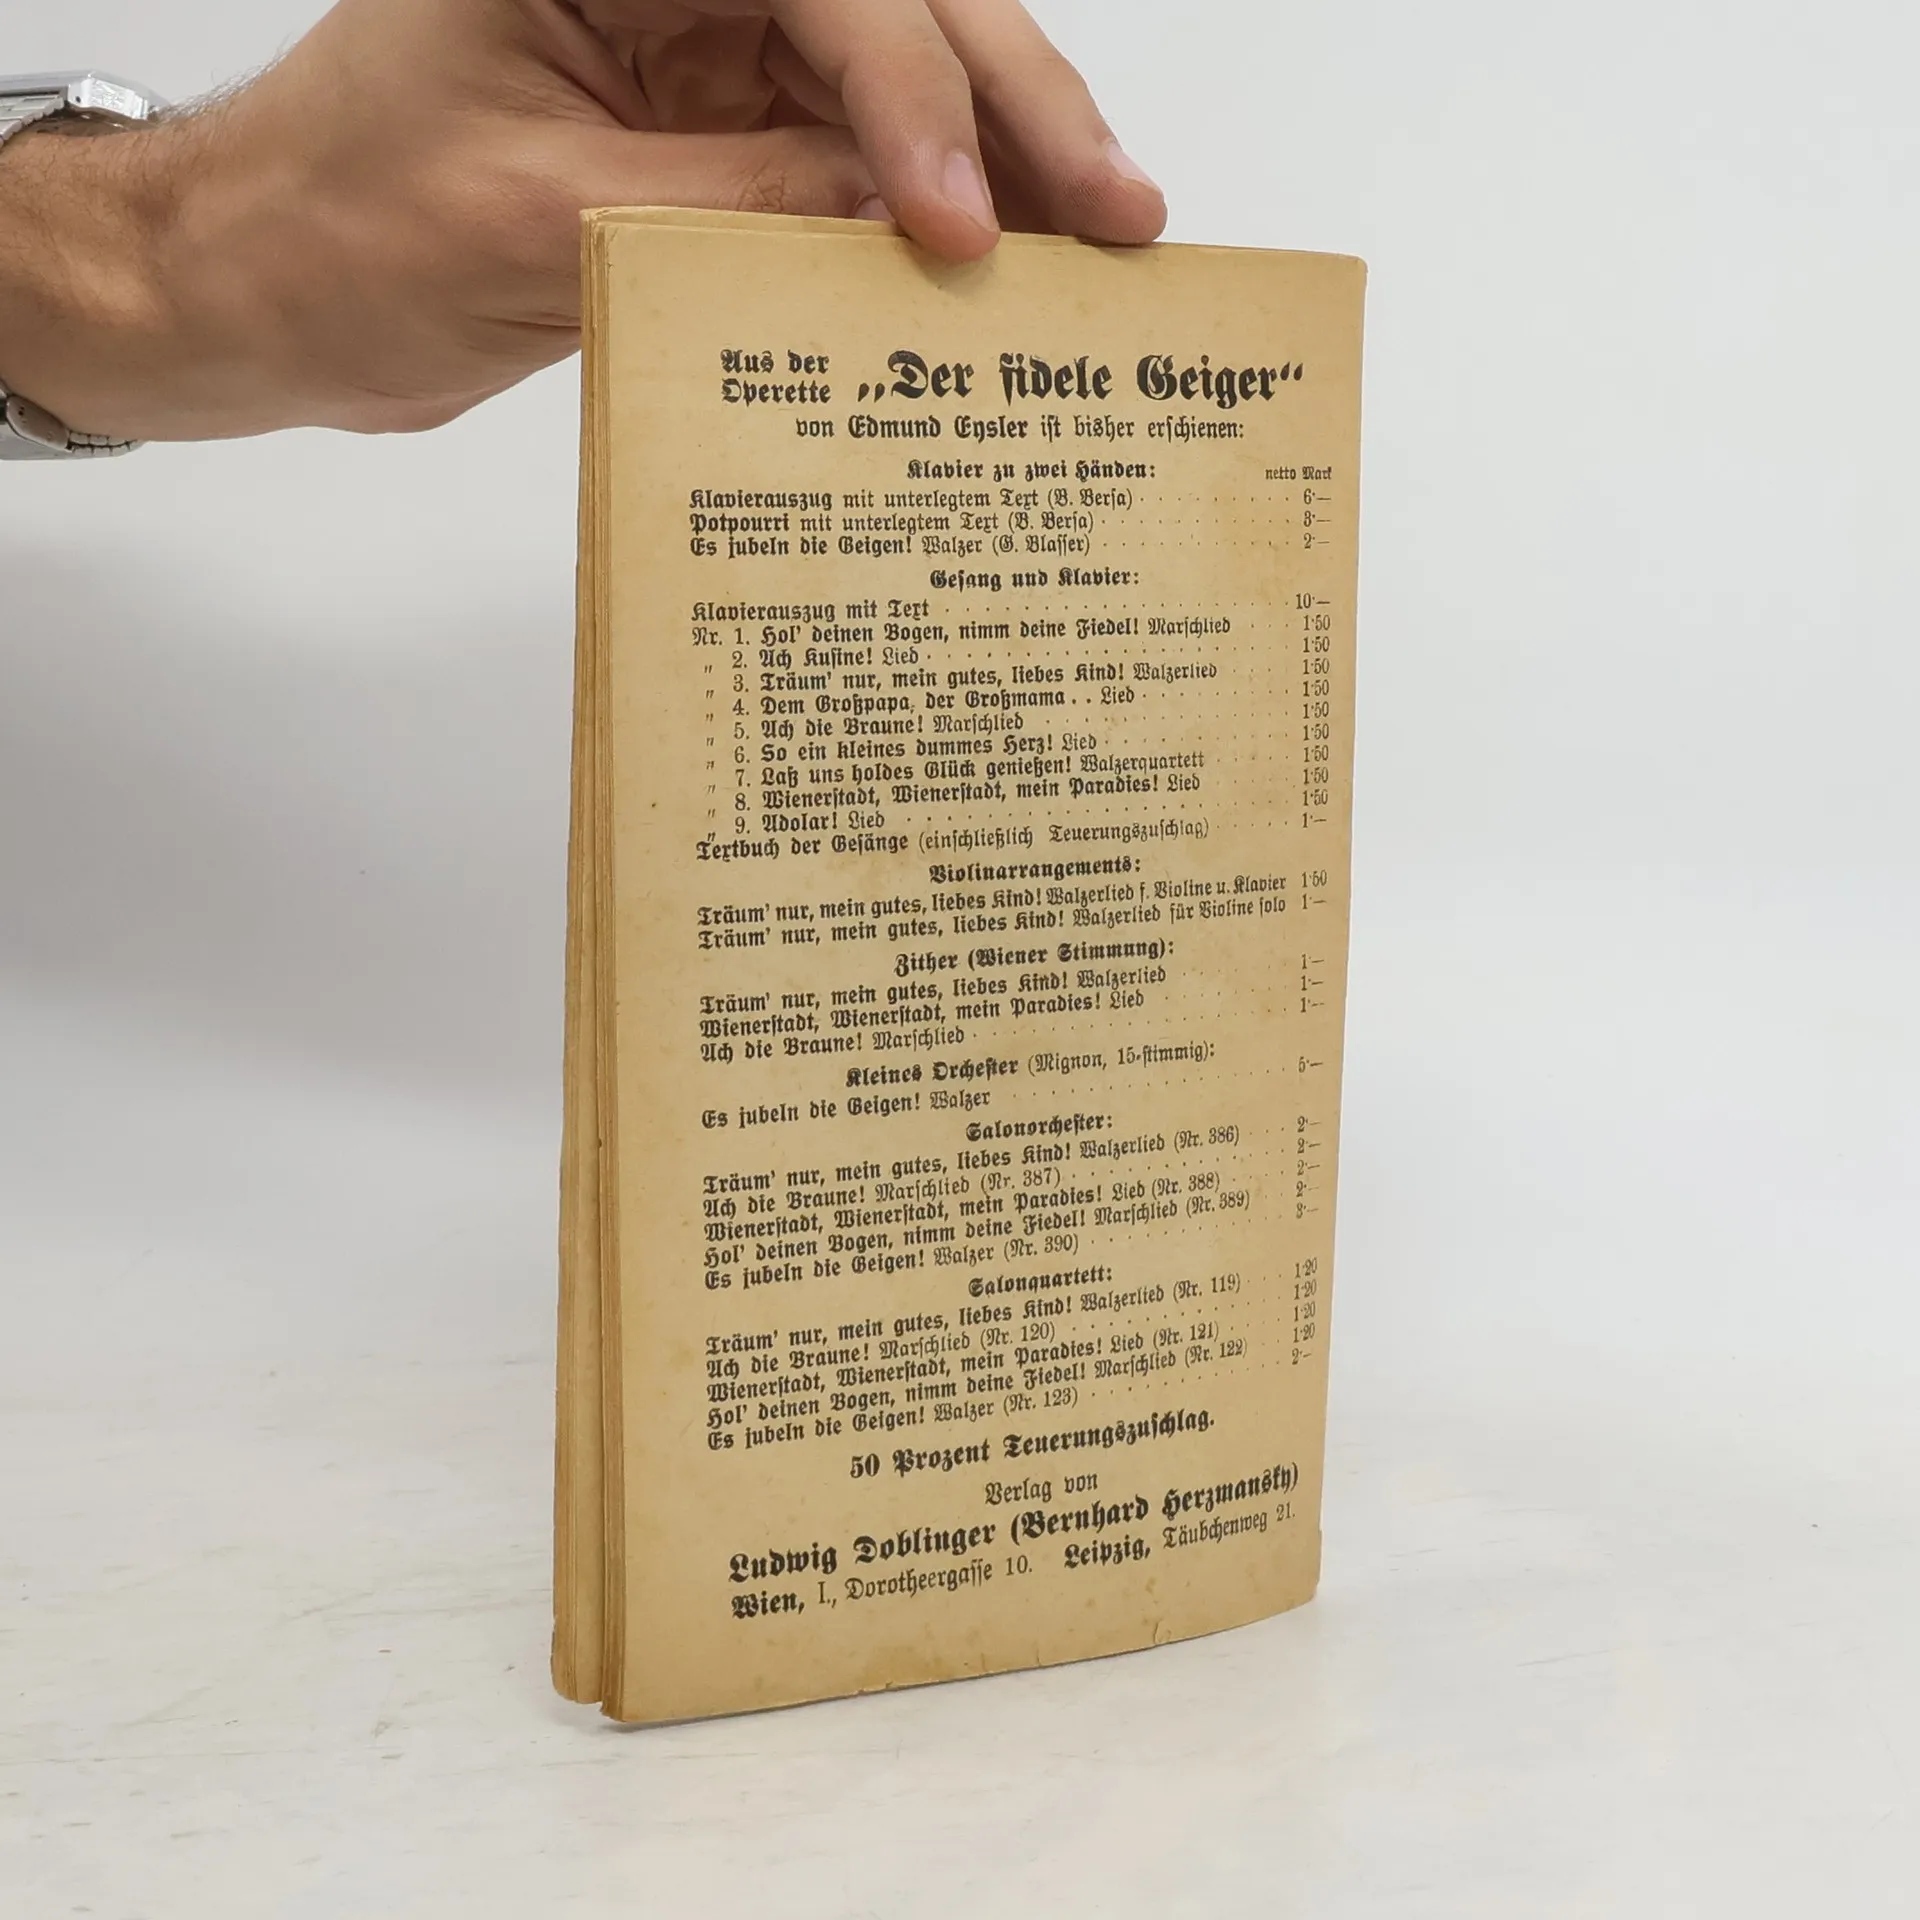 Aus der
Operette „Der fidele Geiger“
von Edmund Eysler ist bisher erschienen:
Klavier zu zwei Händen: netto Mark
Klavierauszug mit unterlegtem Text (B. Bersa) 6·—
Potpourri mit unterlegtem Text (B. Bersa) 3·—
Es jubeln die Geigen! Walzer (G. Blasser) 2·—
Gesang und Klavier:
Klavierauszug mit Text 10·—
Nr. 1. Hol’ deinen Bogen, nimm deine Fiedel! Marschlied 1·50
„ 2. Ach Kusine! Lied 1·50
„ 3. Träum’ nur, mein gutes, liebes Kind! Walzerlied 1·50
„ 4. Dem Großpapa, der Großmama . . Lied 1·50
„ 5. Ach die Braune! Marschlied 1·50
„ 6. So ein kleines dummes Herz! Lied 1·50
„ 7. Laß uns holdes Glück genießen! Walzerquartett 1·50
„ 8. Wienerstadt, Wienerstadt, mein Paradies! Lied 1·50
„ 9. Adolar! Lied 1·50
Textbuch der Gesänge (einschließlich Teuerungszuschlag) 1·—
Violinarrangements:
Träum’ nur, mein gutes, liebes Kind! Walzerlied f. Violine u. Klavier 1·50
Träum’ nur, mein gutes, liebes Kind! Walzerlied für Violine solo 1·—
Zither (Wiener Stimmung):
Träum’ nur, mein gutes, liebes Kind! Walzerlied 1·—
Wienerstadt, Wienerstadt, mein Paradies! Lied 1·—
Ach die Braune! Marschlied 1·—
Kleines Orchester (Mignon, 15-stimmig):
Es jubeln die Geigen! Walzer 5·—
Salonorchester:
Träum’ nur, mein gutes, liebes Kind! Walzerlied (Nr. 386) 2·—
Ach die Braune! Marschlied (Nr. 387) 2·—
Wienerstadt, Wienerstadt, mein Paradies! Lied (Nr. 388) 2·—
Hol’ deinen Bogen, nimm deine Fiedel! Marschlied (Nr. 389) 2·—
Es jubeln die Geigen! Walzer (Nr. 390) 3·—
Salonquartett:
Träum’ nur, mein gutes, liebes Kind! Walzerlied (Nr. 119) 1·20
Ach die Braune! Marschlied (Nr. 120) 1·20
Wienerstadt, Wienerstadt, mein Paradies! Lied (Nr. 121) 1·20
Hol’ deinen Bogen, nimm deine Fiedel! Marschlied (Nr. 122) 1·20
Es jubeln die Geigen! Walzer (Nr. 123) 2·—
50 Prozent Teuerungszuschlag.
Verlag von
Ludwig Doblinger (Bernhard Herzmansky)
Wien, I., Dorotheergasse 10. Leipzig, Täubchenweg 21.